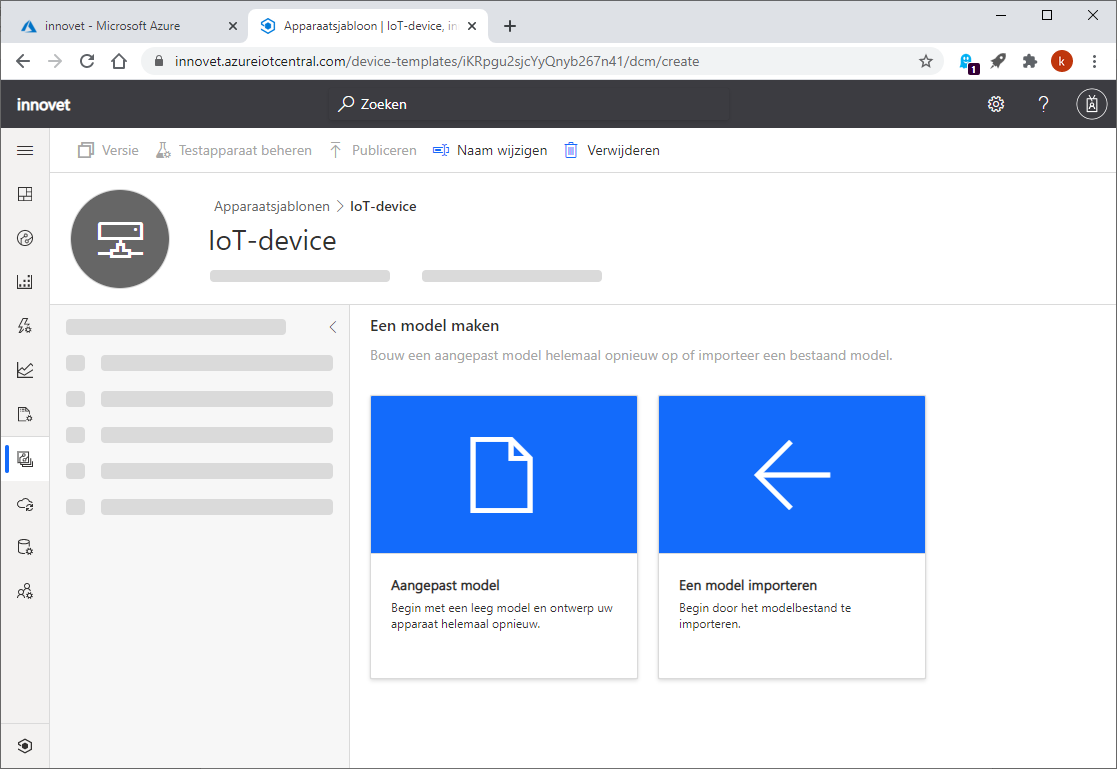 innovet - Microsoft Azure
Apparaatsjabloon | IoT-device, in
innovet.azureiotcentral.com/device-templates/iKRpgu2sjcYyQnyb267n41/dcm/create
1
k
innovet
Zoeken
?
Versie
Testapparaat beheren
Publiceren
Naam wijzigen
Verwijderen
Apparaatsjablonen > IoT-device
IoT-device
Een model maken
Bouw een aangepast model helemaal opnieuw op of importeer een bestaand model.
Aangepast model
Begin met een leeg model en ontwerp uw
apparaat helemaal opnieuw.
Een model importeren
Begin door het modelbestand te
importeren.